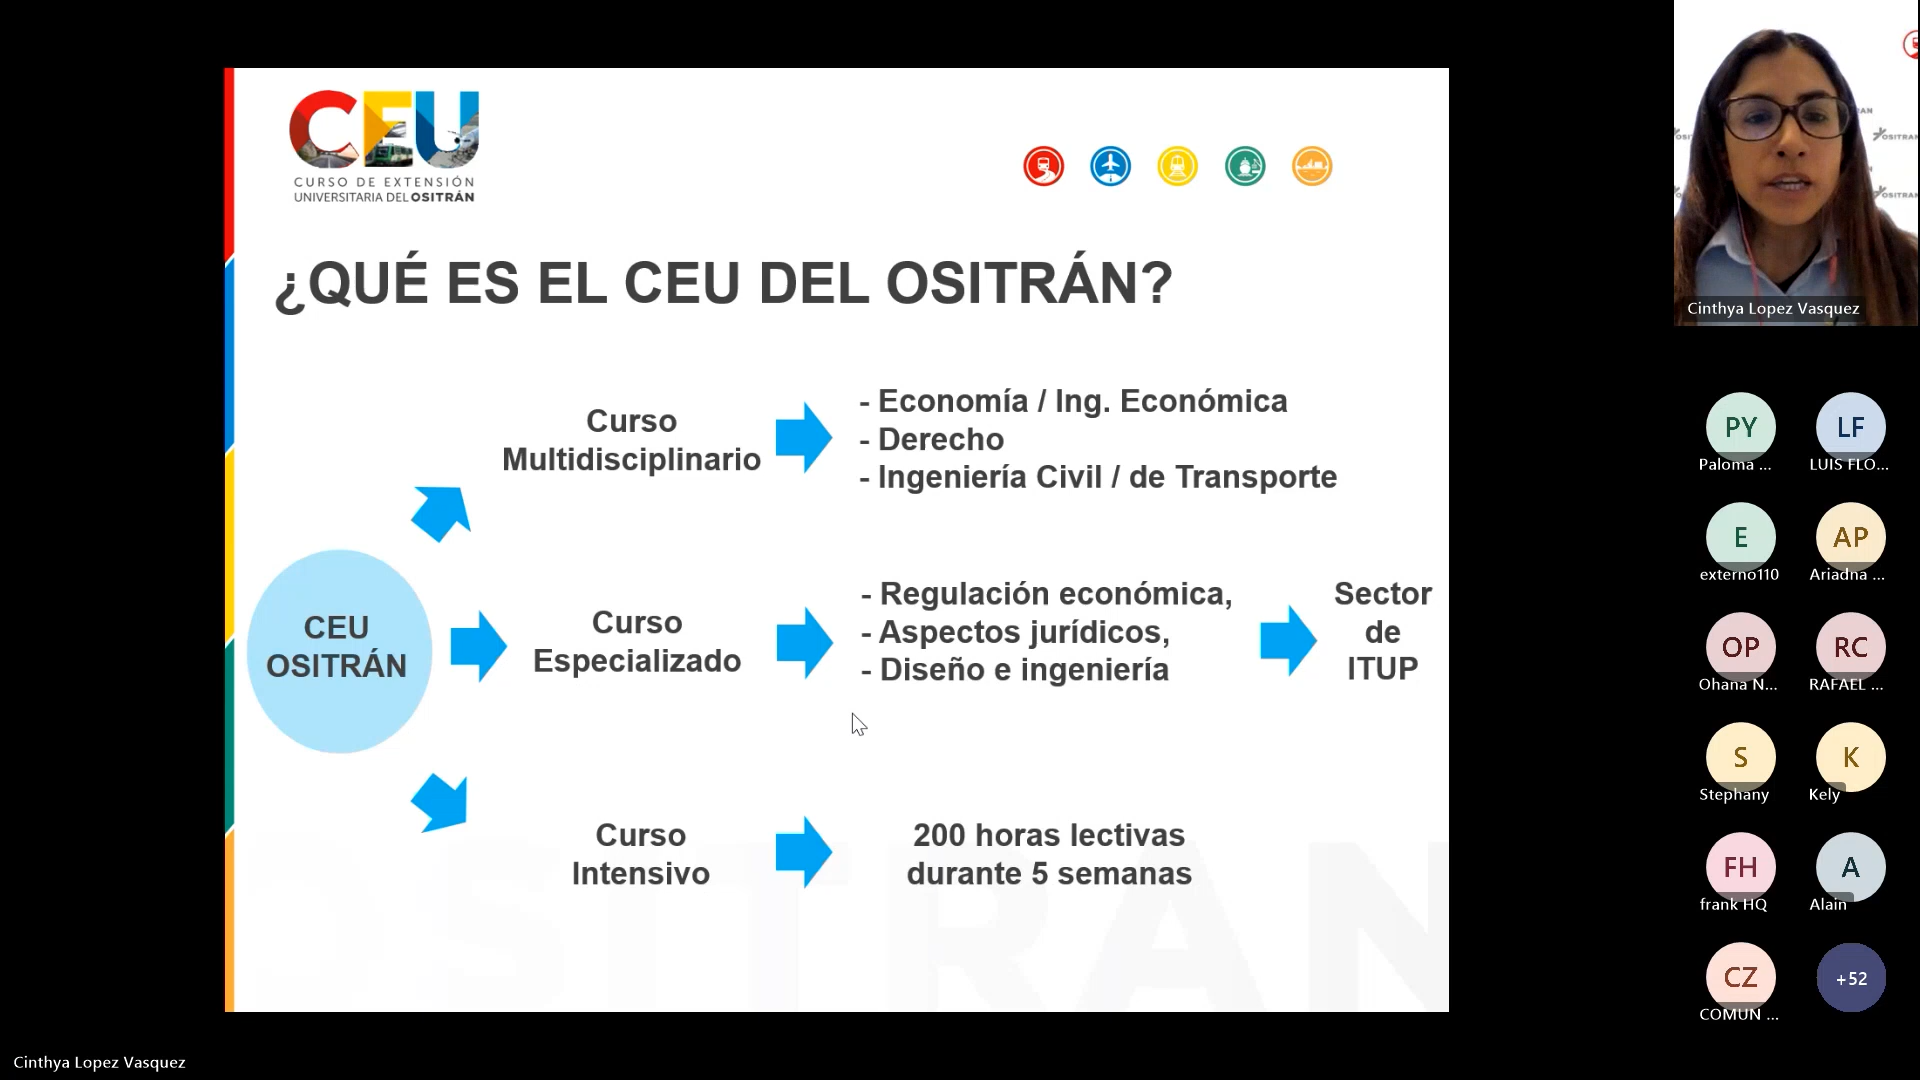 CEU
CURSO DE EXTENSIÓN
UNIVERSITARIA DEL OSITRÁN
¿QUÉ ES EL CEU DEL OSITRÁN?
Curso
Multidisciplinario
- Economía / Ing. Económica
- Derecho
- Ingeniería Civil / de Transporte
CEU
OSITRÁN
Curso
Especializado
- Regulación económica,
- Aspectos jurídicos,
- Diseño e ingeniería
Sector
de
ITUP
Curso
Intensivo
200 horas lectivas
durante 5 semanas
OSITRAN
Cinthya Lopez Vasquez
PY
Paloma ...
LF
LUIS FLO...
E
externo110
AP
Ariadna ...
OP
Ohana N...
RC
RAFAEL ...
S
Stephany
K
Kely
FH
frank HQ
A
Alain
CZ
COMUN ...
+52
Cinthya Lopez Vasquez